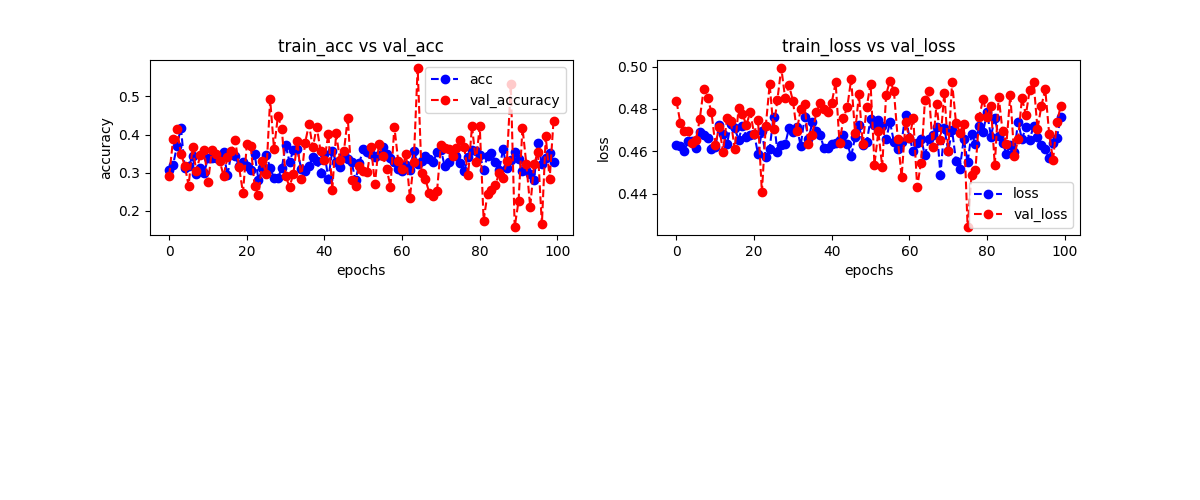 train_acc vs val_acc
accuracy
0.5
0.4
0.3
0.2
acc
val_accuracy
0 20 40 60 80 100
epochs
train_loss vs val_loss
loss
0.50
0.48
0.46
0.44
loss
val_loss
0 20 40 60 80 100
epochs